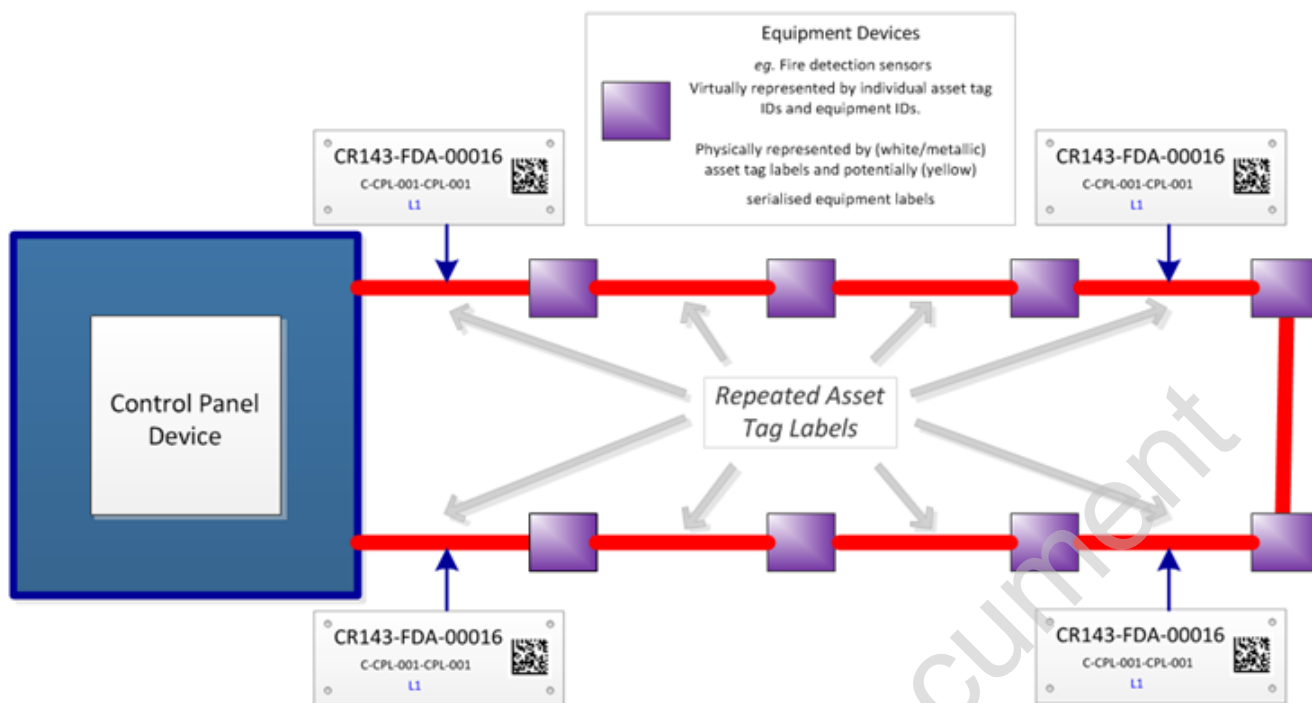 Equipment Devices
eg. Fire detection sensors
Virtually represented by individual asset tag
IDs and equipment IDs.
Physically represented by (white/metallic)
asset tag labels and potentially (yellow)
serialised equipment labels
CR143-FDA-00016
C-CPL-001-CPL-001
L1
CR143-FDA-00016
C-CPL-001-CPL-001
L1
Control Panel
Device
Repeated Asset
Tag Labels
CR143-FDA-00016
C-CPL-001-CPL-001
L1
CR143-FDA-00016
C-CPL-001-CPL-001
L1
cument